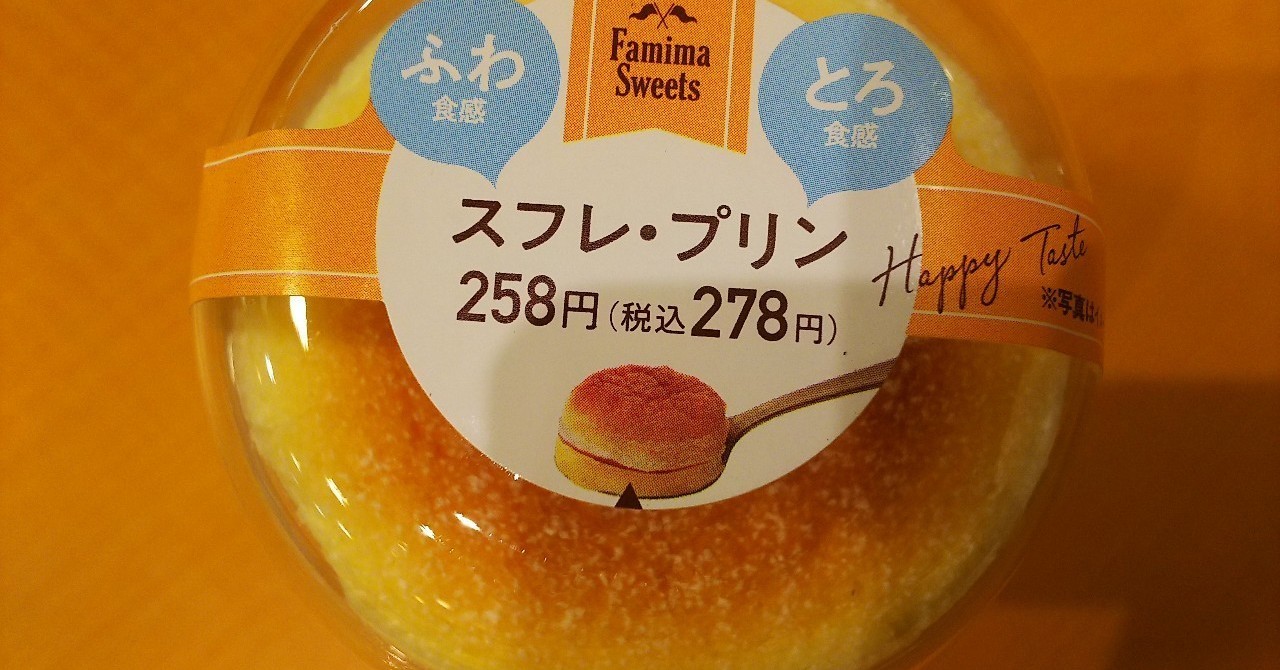 Famima
Sweets
ふわ
食感
とろ
食感
スフレ・プリン
258円(税込278円)
Happy Taste
※写真は